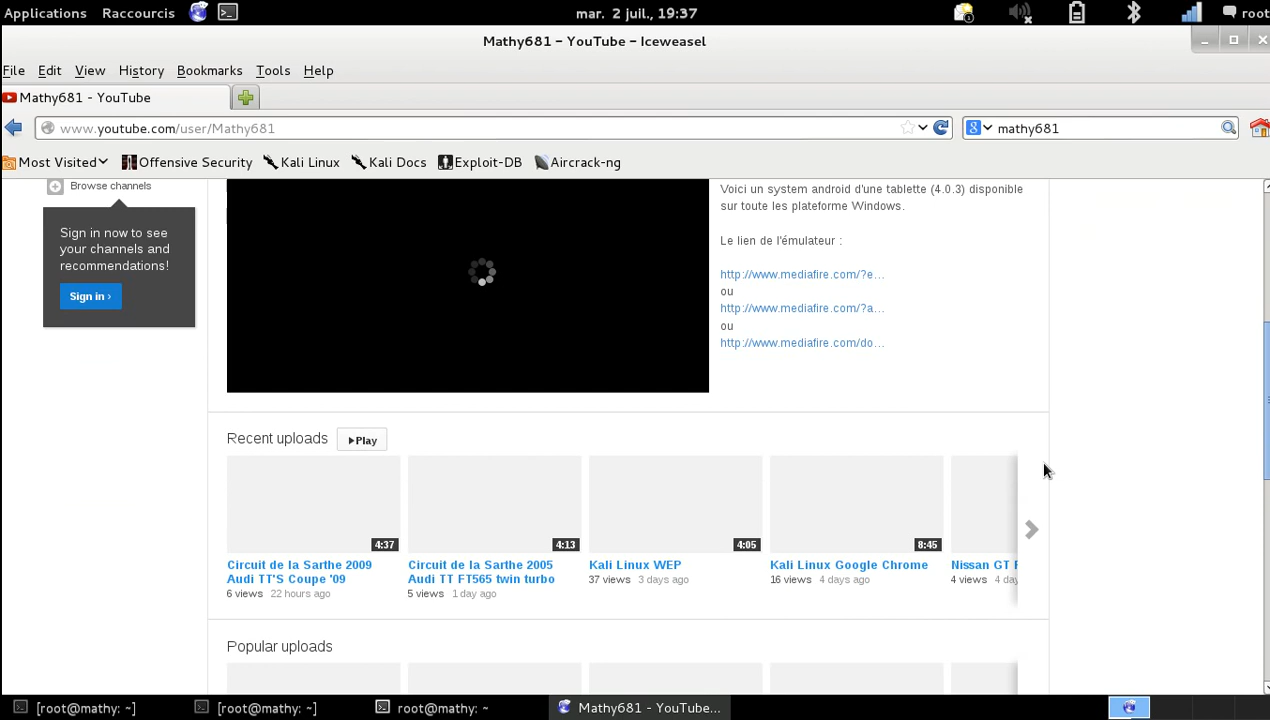 Applications Raccourcis mar. 2 juil., 19:37 root
Mathy681 – YouTube – Iceweasel
File Edit View History Bookmarks Tools Help
Mathy681 - YouTube
www.youtube.com/user/Mathy681 mathy681
Most Visited Offensive Security Kali Linux Kali Docs Exploit-DB Aircrack-ng
Browse channels
Sign in now to see
your channels and
recommendations!
Sign in ›
Voici un system android d'une tablette (4.0.3) disponible
sur toute les plateforme Windows.
Le lien de l'émulateur :
http://www.mediafire.com/?e...
ou
http://www.mediafire.com/?a...
ou
http://www.mediafire.com/do...
Recent uploads Play
4:37 4:13 4:05 8:45
Circuit de la Sarthe 2009 Circuit de la Sarthe 2005 Kali Linux WEP Kali Linux Google Chrome Nissan GT
Audi TT'S Coupe '09 Audi TT FT565 twin turbo 37 views 3 days ago 16 views 4 days ago 4 views 4
6 views 22 hours ago 5 views 1 day ago
Popular uploads
[root@mathy: ~] [root@mathy: ~] root@mathy: ~ Mathy681 - YouTube...